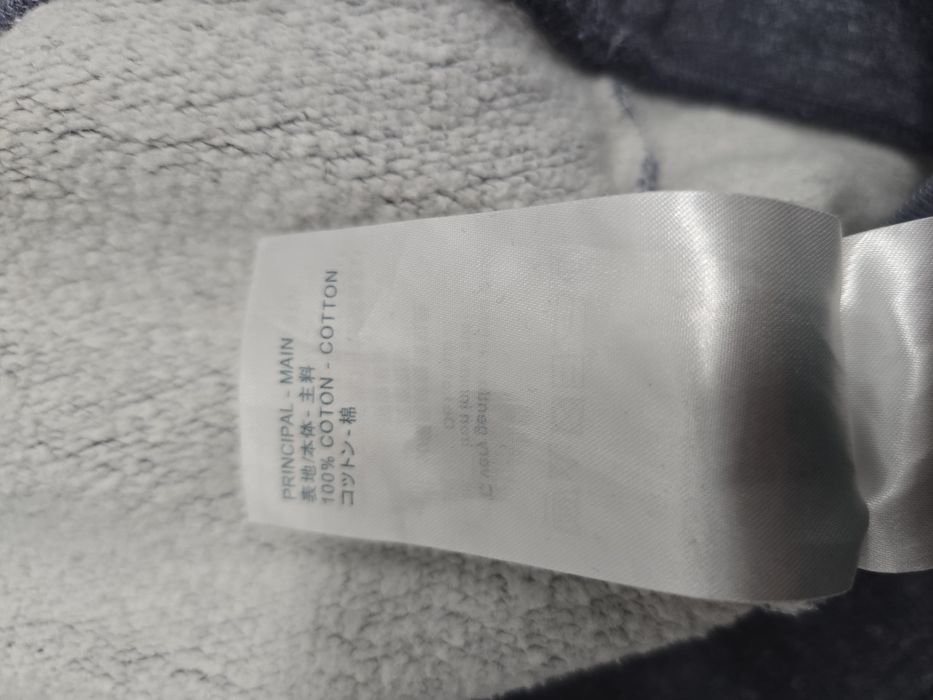 PRINCIPAL - MAIN
表地/本体 - 主料
100% COTON - COTTON
コットン - 棉